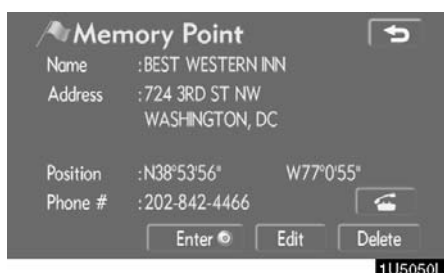 Memory Point
Name :BEST WESTERN INN
Address :724 3RD ST NW
WASHINGTON, DC
Position :N38°53'56" W77°0'55"
Phone # :202-842-4466
Enter Edit Delete
1U5050L